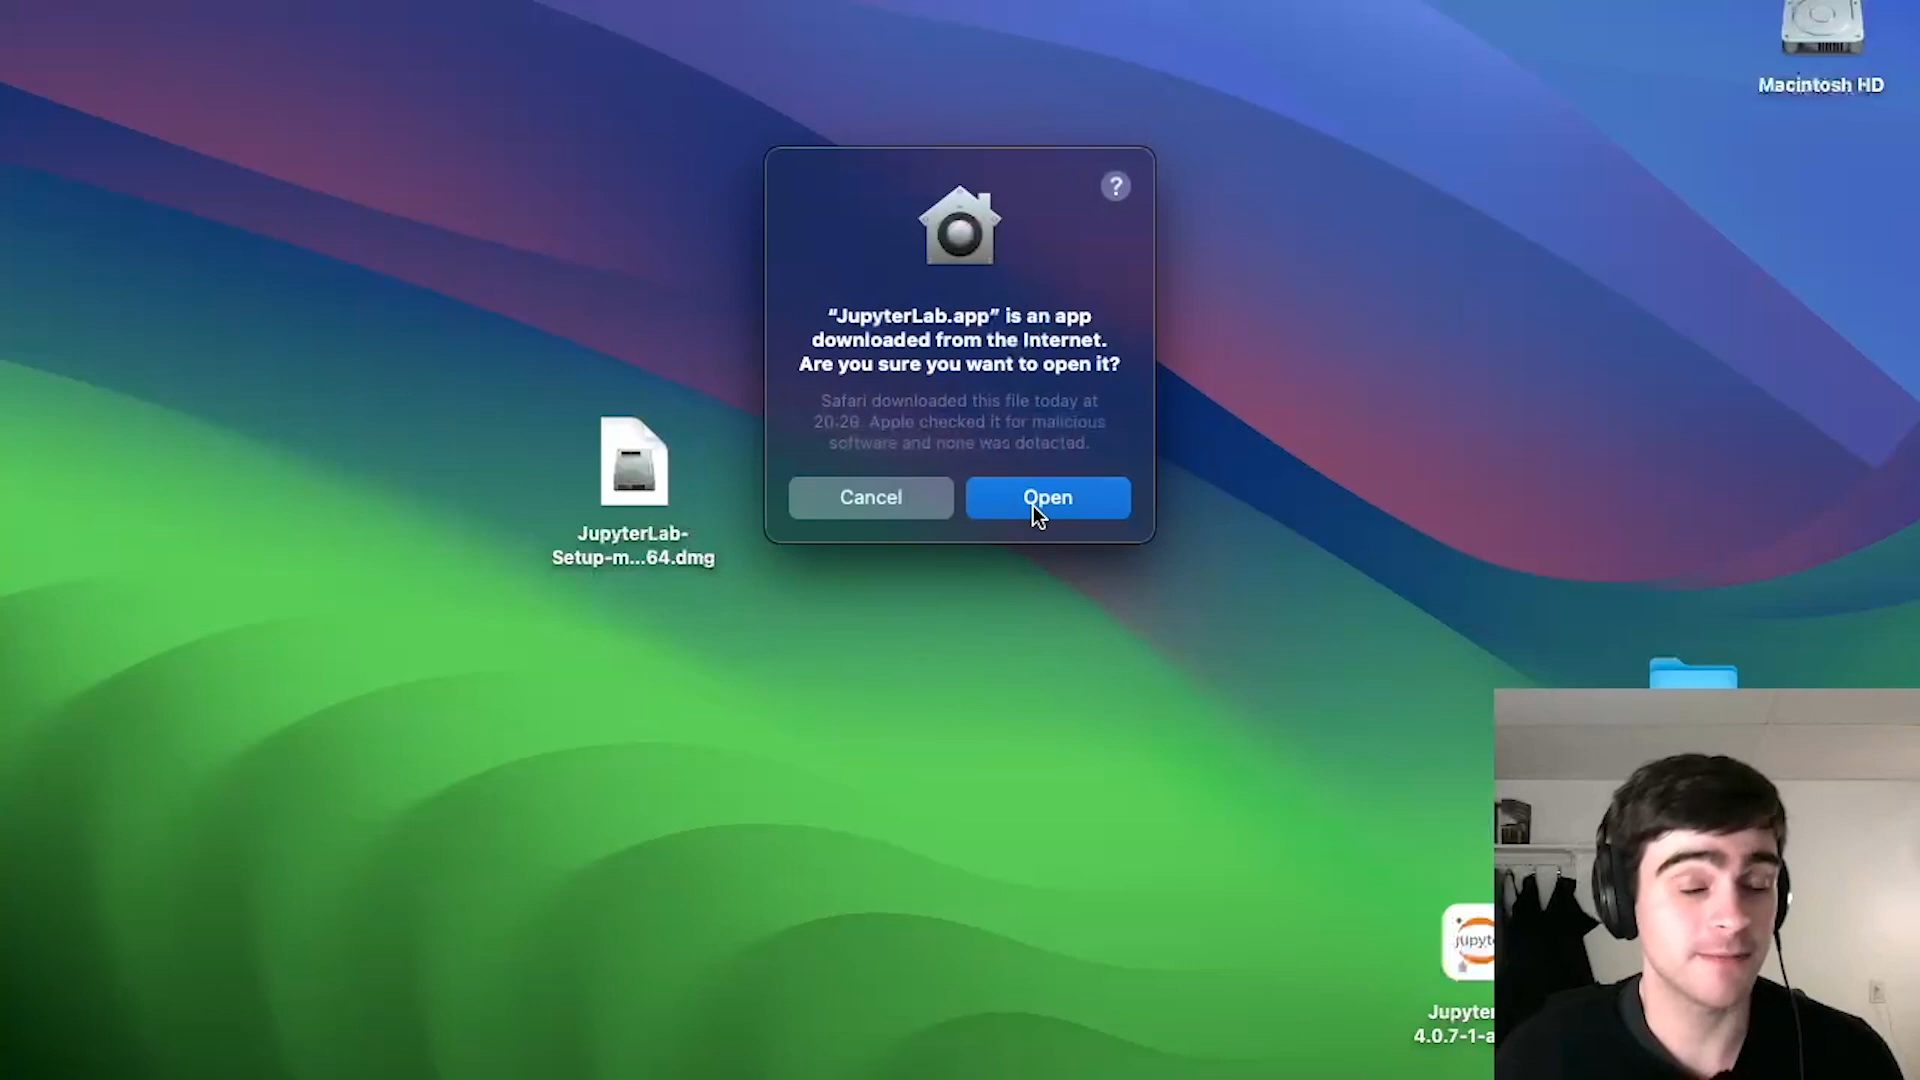 Macintosh HD
?
“JupyterLab.app” is an app
downloaded from the Internet.
Are you sure you want to open it?
Safari downloaded this file today at
20:20. Apple checked it for malicious
software and none was detected.
Cancel
Open
JupyterLab-
Setup-m...64.dmg
jupyte
Jupyter
4.0.7-1-a